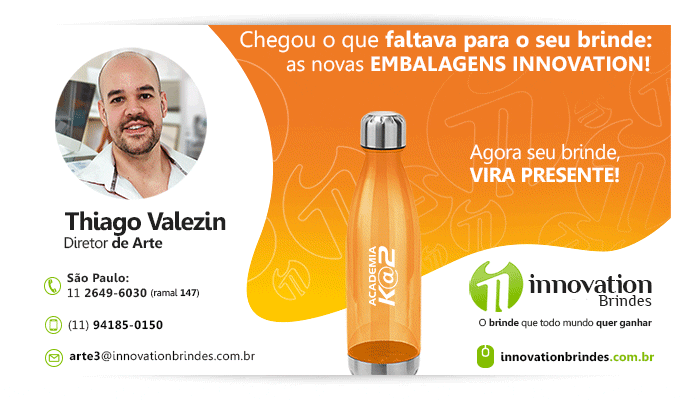 Chegou o que faltava para o seu brinde:
as novas EMBALAGENS INNOVATION!
Agora seu brinde,
VIRA PRESENTE!
Thiago Valezin
Diretor de Arte
São Paulo:
11 2649-6030 (ramal 147)
(11) 94185-0150
arte3@innovationbrindes.com.br
ACADEMIA
K@2
innovation
Brindes
O brinde que todo mundo quer ganhar
innovationbrindes.com.br